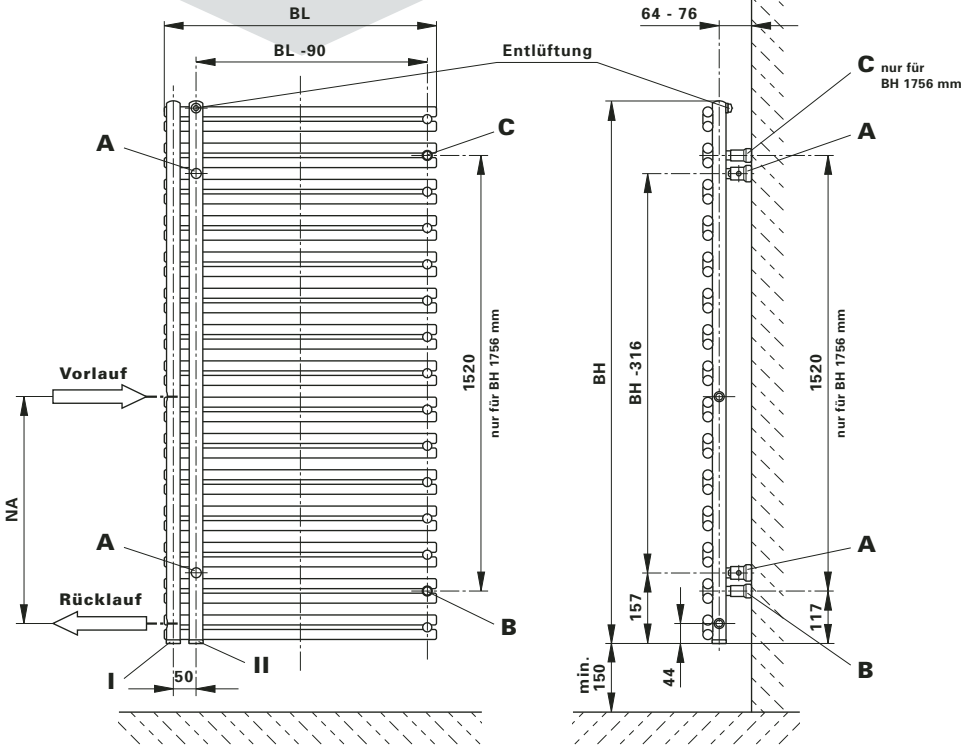 BL
64 - 76
BL -90
Entlüftung
C nur für
BH 1756 mm
A
C
A
1520
nur für BH 1756 mm
BH
BH -316
1520
nur für BH 1756 mm
Vorlauf
NA
A
A
Rücklauf
157
117
B
I
50
II
min.
150
44
B